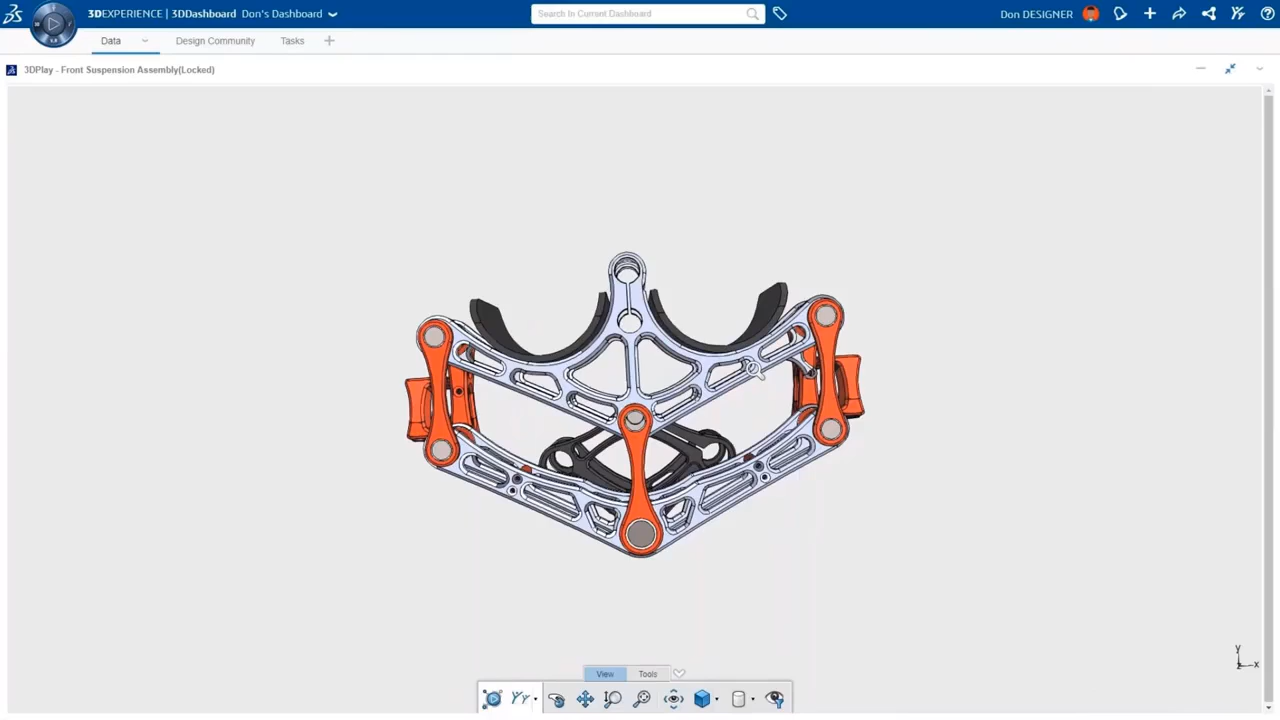 3DEXPERIENCE | 3DDashboard Don's Dashboard
Search In Current Dashboard
Don DESIGNER
Data
Design Community
Tasks
3DPlay - Front Suspension Assembly(Locked)
y
z
x
View
Tools